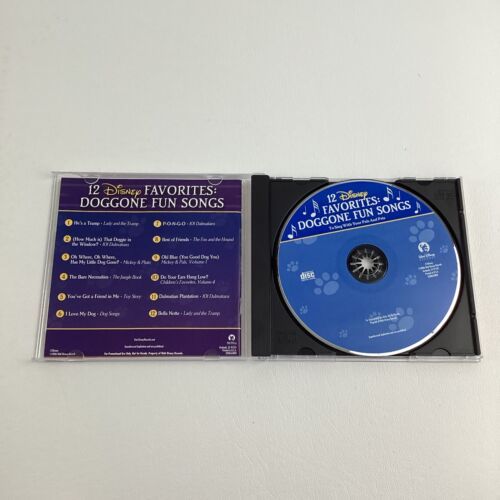 12 Disney FAVORITES:
DOGGONE FUN SONGS
1 He's a Tramp - Lady and the Tramp
2 (How Much is) That Doggie in
the Window? - 101 Dalmatians
3 Oh Where, Oh Where,
Has My Little Dog Gone? -
Mickey & Pluto
4 The Bare Necessities - The Jungle Book
5 You've Got a Friend in Me - Toy Story
6 I Love My Dog - Dog Songs
7 P-O-N-G-O - 101 Dalmatians
8 Best of Friends - The Fox and the Hound
9 Old Blue (You Good Dog You)
Mickey & Pals, Volume 1
10 Do Your Ears Hang Low?
Children's Favorites, Volume 4
11 Dalmatian Plantation - 101 Dalmatians
12 Bella Notte - Lady and the Tramp
12 Disney
FAVORITES:
DOGGONE FUN SONGS
To Sing With Your Pals And Pets
COMPACT
disc
Walt Disney